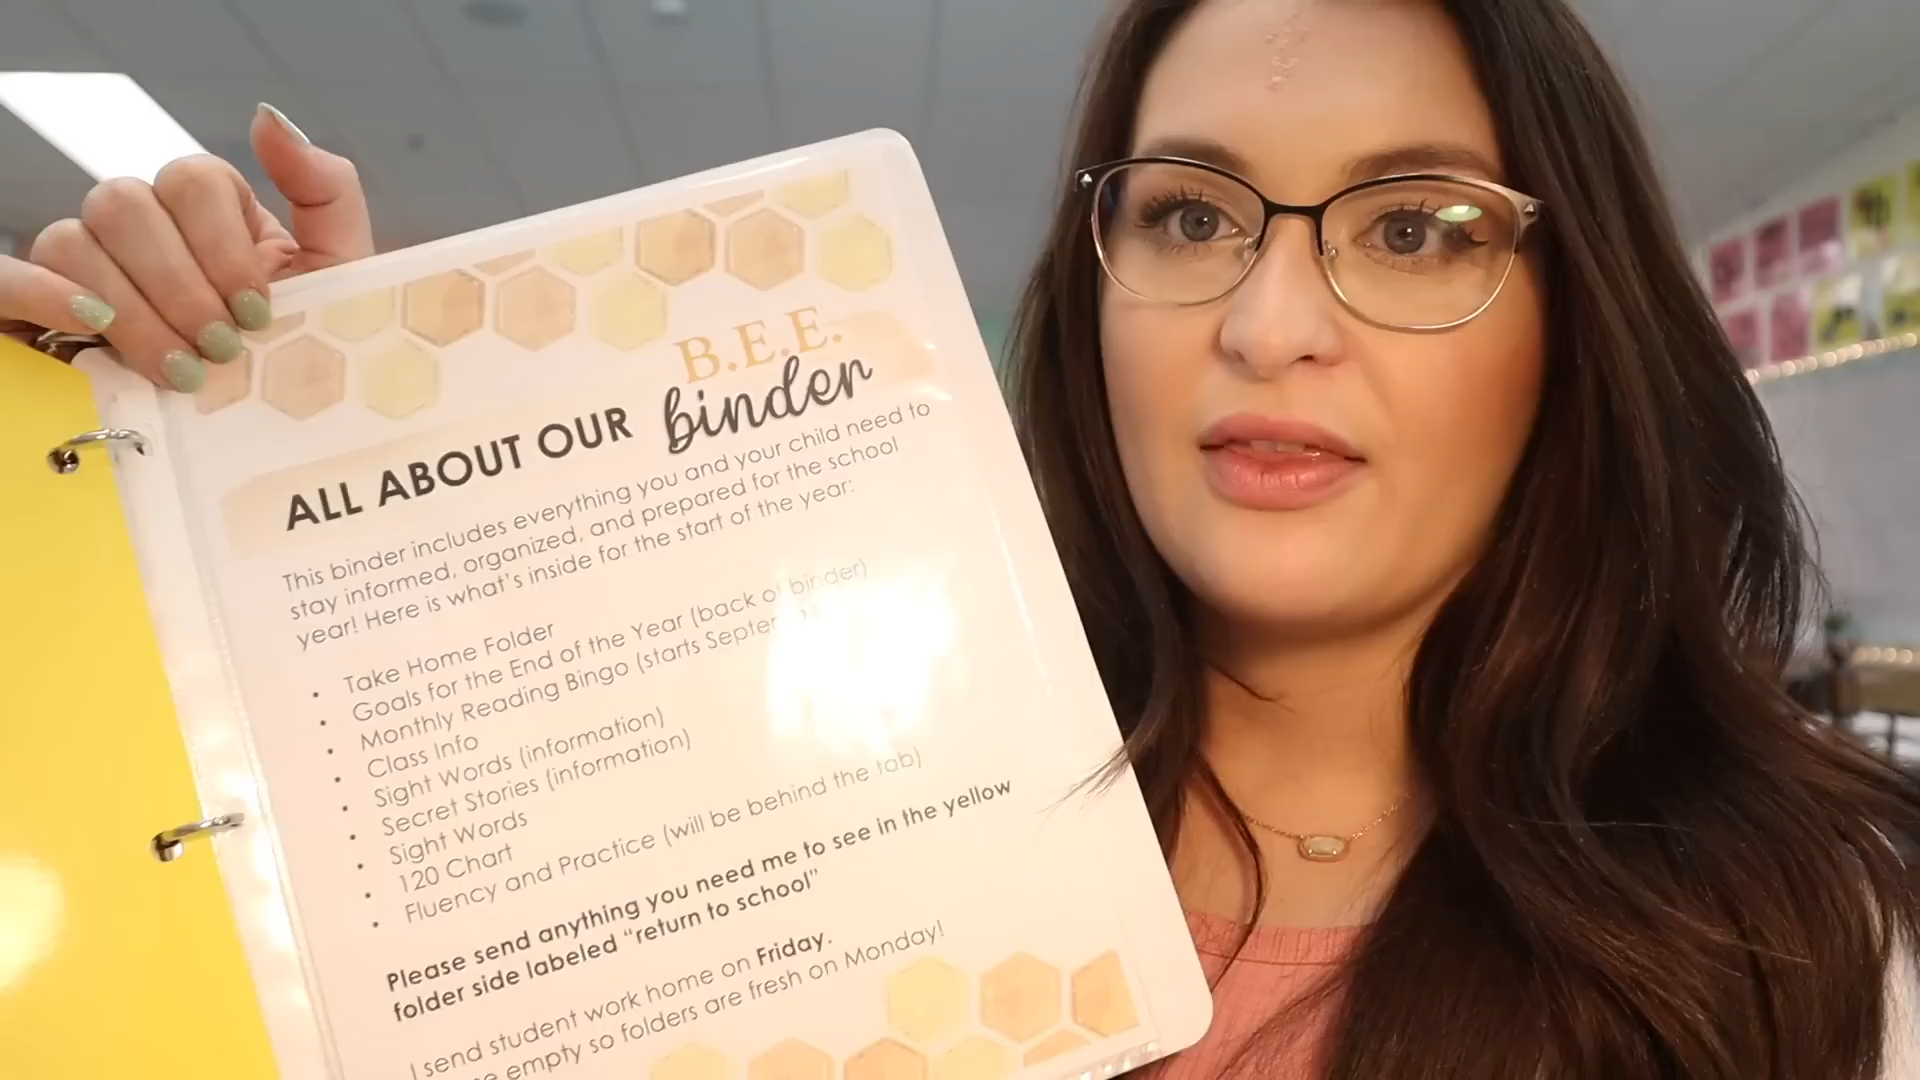 B.E.E.
ALL ABOUT OUR binder
This binder includes everything you and your child need to
stay informed, organized, and prepared for the school
year! Here is what's inside for the start of the year:
• Take Home Folder
• Goals for the End of the Year (back of binder)
• Monthly Reading Bingo (starts
• Class Info
• Sight Words (information)
• Secret Stories (information)
• Sight Words
• 120 Chart
• Fluency and Practice (will be behind the tab)
Please send anything you need me to see in the yellow
folder side labeled "return to school"
I send student work home on Friday.
empty so folders are fresh on Monday!